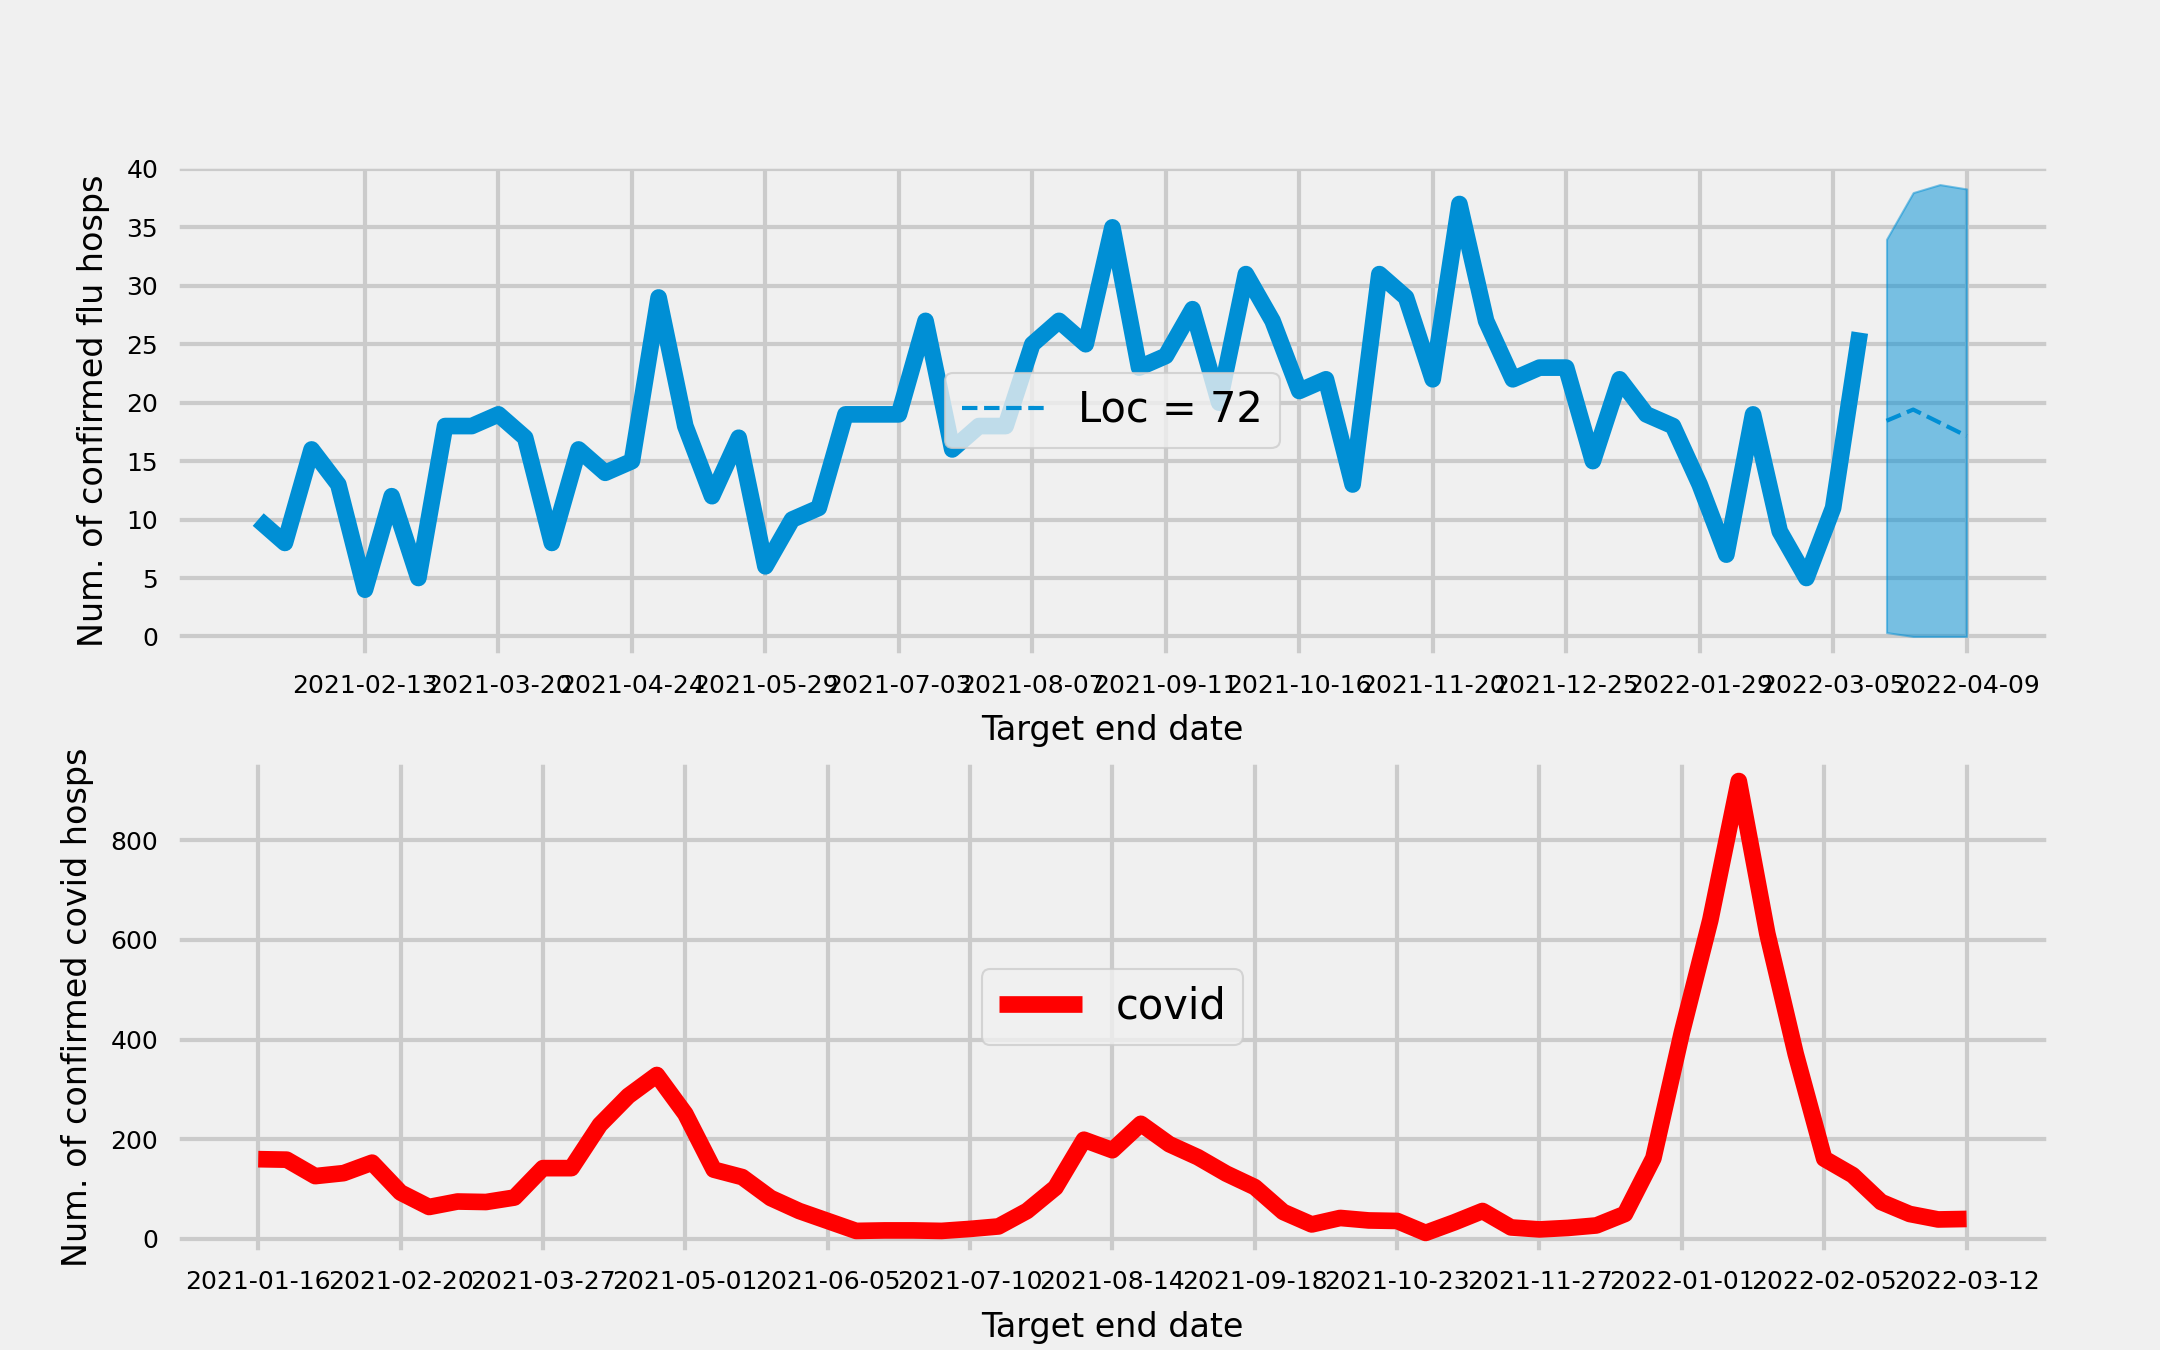 Num. of confirmed flu hosps
40
35
30
25
20
15
10
5
0
Loc = 72
2021-02-13 2021-03-20 2021-04-24 2021-05-29 2021-07-03 2021-08-07 2021-09-11 2021-10-16 2021-11-20 2021-12-25 2022-01-29 2022-03-05 2022-04-09
Target end date
Num. of confirmed covid hosps
800
600
400
200
0
covid
2021-01-16 2021-02-20 2021-03-27 2021-05-01 2021-06-05 2021-07-10 2021-08-14 2021-09-18 2021-10-23 2021-11-27 2022-01-01 2022-02-05 2022-03-12
Target end date